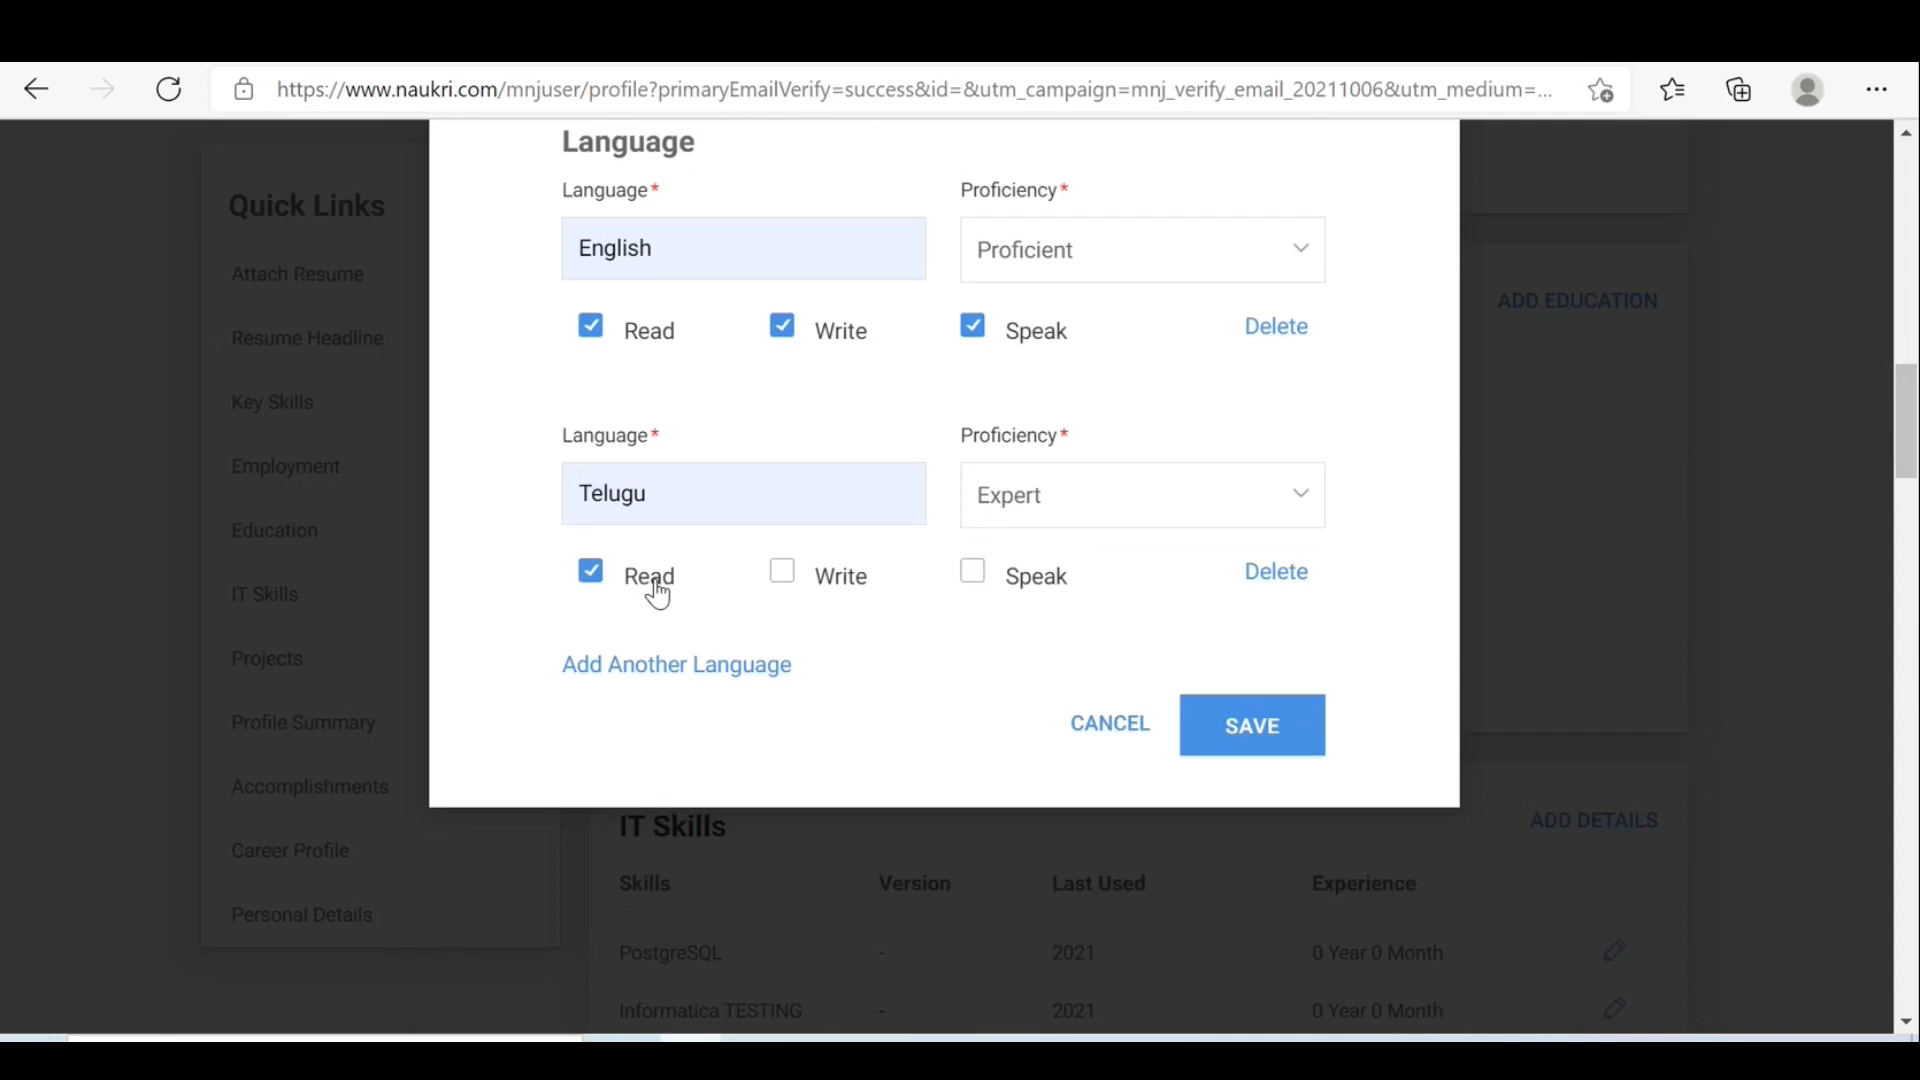 https://www.naukri.com/mnjuser/profile?primaryEmailVerify=success&id=&utm_campaign=mnj_verify_email_20211006&utm_medium=...
Quick Links
Attach Resume
Resume Headline
Key Skills
Employment
Education
IT Skills
Projects
Profile Summary
Accomplishments
Career Profile
Personal Details
Language
Language* Proficiency*
English Proficient
Read Write Speak Delete
Language* Proficiency*
Telugu Expert
Read Write Speak Delete
Add Another Language
CANCEL SAVE
ADD EDUCATION
IT Skills ADD DETAILS
Skills Version Last Used Experience
PostgreSQL - 2021 0 Year 0 Month
Informatica TESTING - 2021 0 Year 0 Month